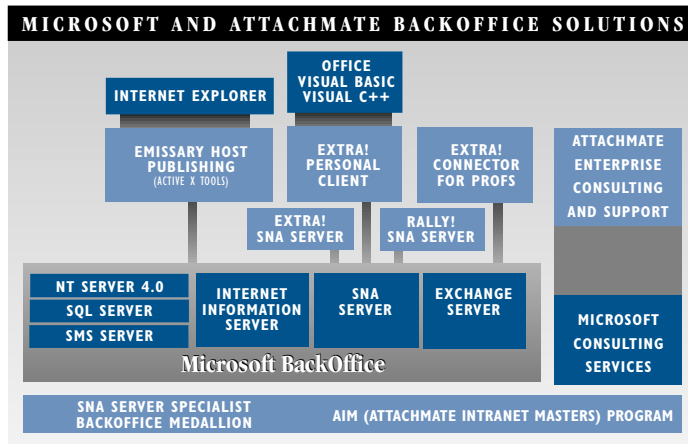 MICROSOFT AND ATTACHMATE BACKOFFICE SOLUTIONS
INTERNET EXPLORER
OFFICE
VISUAL BASIC
VISUAL C++
EMISSARY HOST
PUBLISHING
(ACTIVE X TOOLS)
EXTRA!
PERSONAL
CLIENT
EXTRA!
CONNECTOR
FOR PROFS
ATTACHMATE
ENTERPRISE
CONSULTING
AND SUPPORT
EXTRA!
SNA SERVER
RALLY!
SNA SERVER
NT SERVER 4.0
SQL SERVER
SMS SERVER
INTERNET
INFORMATION
SERVER
SNA
SERVER
EXCHANGE
SERVER
Microsoft BackOffice
MICROSOFT
CONSULTING
SERVICES
SNA SERVER SPECIALIST
BACKOFFICE MEDALLION
AIM (ATTACHMATE INTRANET MASTERS) PROGRAM